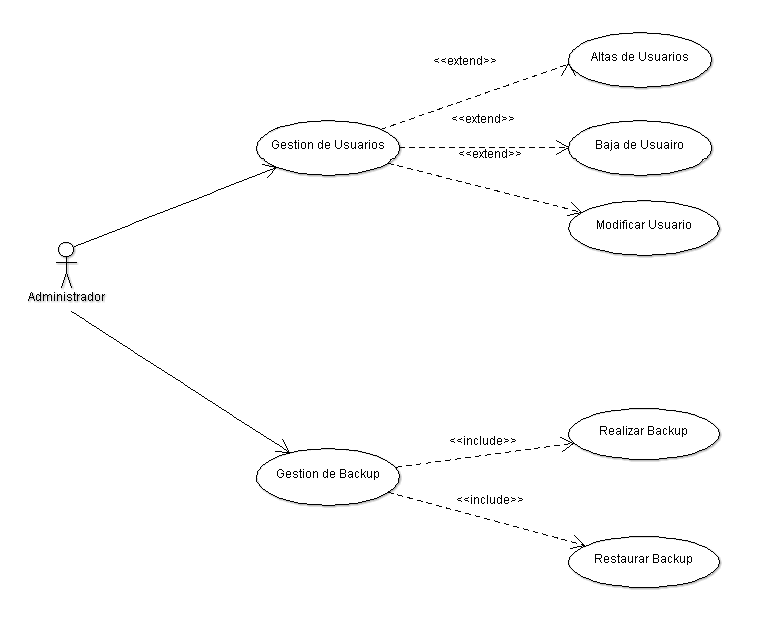 <<extend>>
Altas de Usuarios
<<extend>>
Gestion de Usuarios
Baja de Usuairo
<<extend>>
Modificar Usuario
Administrador
Realizar Backup
<<include>>
Gestion de Backup
<<include>>
Restaurar Backup